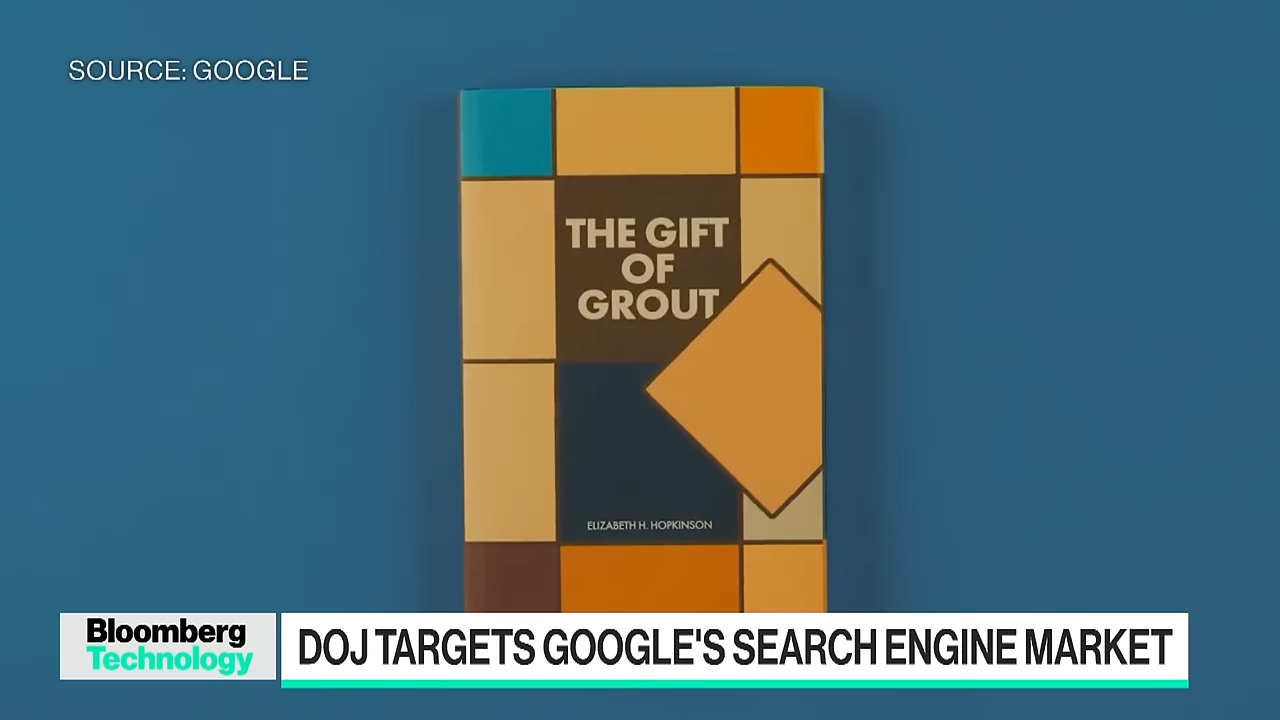 SOURCE: GOOGLE
THE GIFT
OF
GROUT
ELIZABETH H. HOPKINSON
Bloomberg
Technology
DOJ TARGETS GOOGLE'S SEARCH ENGINE MARKET